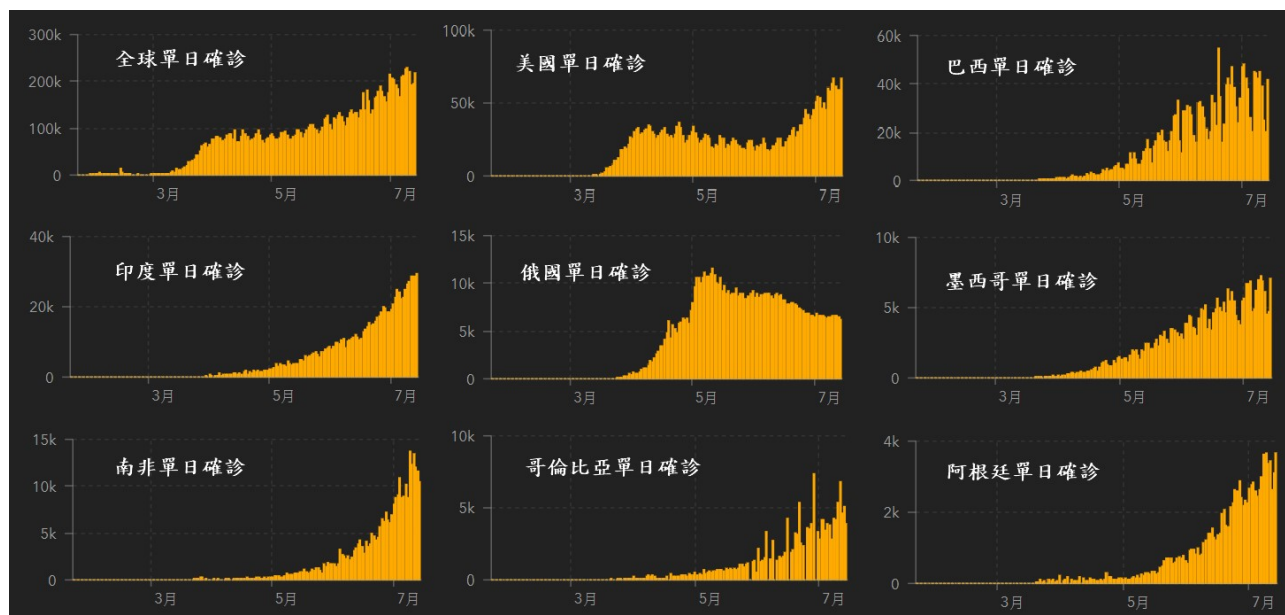 全球單日確診
300k
200k
100k
0
3月
5月
7月
美國單日確診
100k
50k
0
3月
5月
7月
巴西單日確診
60k
40k
20k
0
3月
5月
7月
印度單日確診
40k
20k
0
3月
5月
7月
俄國單日確診
15k
10k
5k
0
3月
5月
7月
墨西哥單日確診
10k
5k
0
3月
5月
7月
南非單日確診
15k
10k
5k
0
3月
5月
7月
哥倫比亞單日確診
10k
5k
0
3月
5月
7月
阿根廷單日確診
4k
2k
0
3月
5月
7月